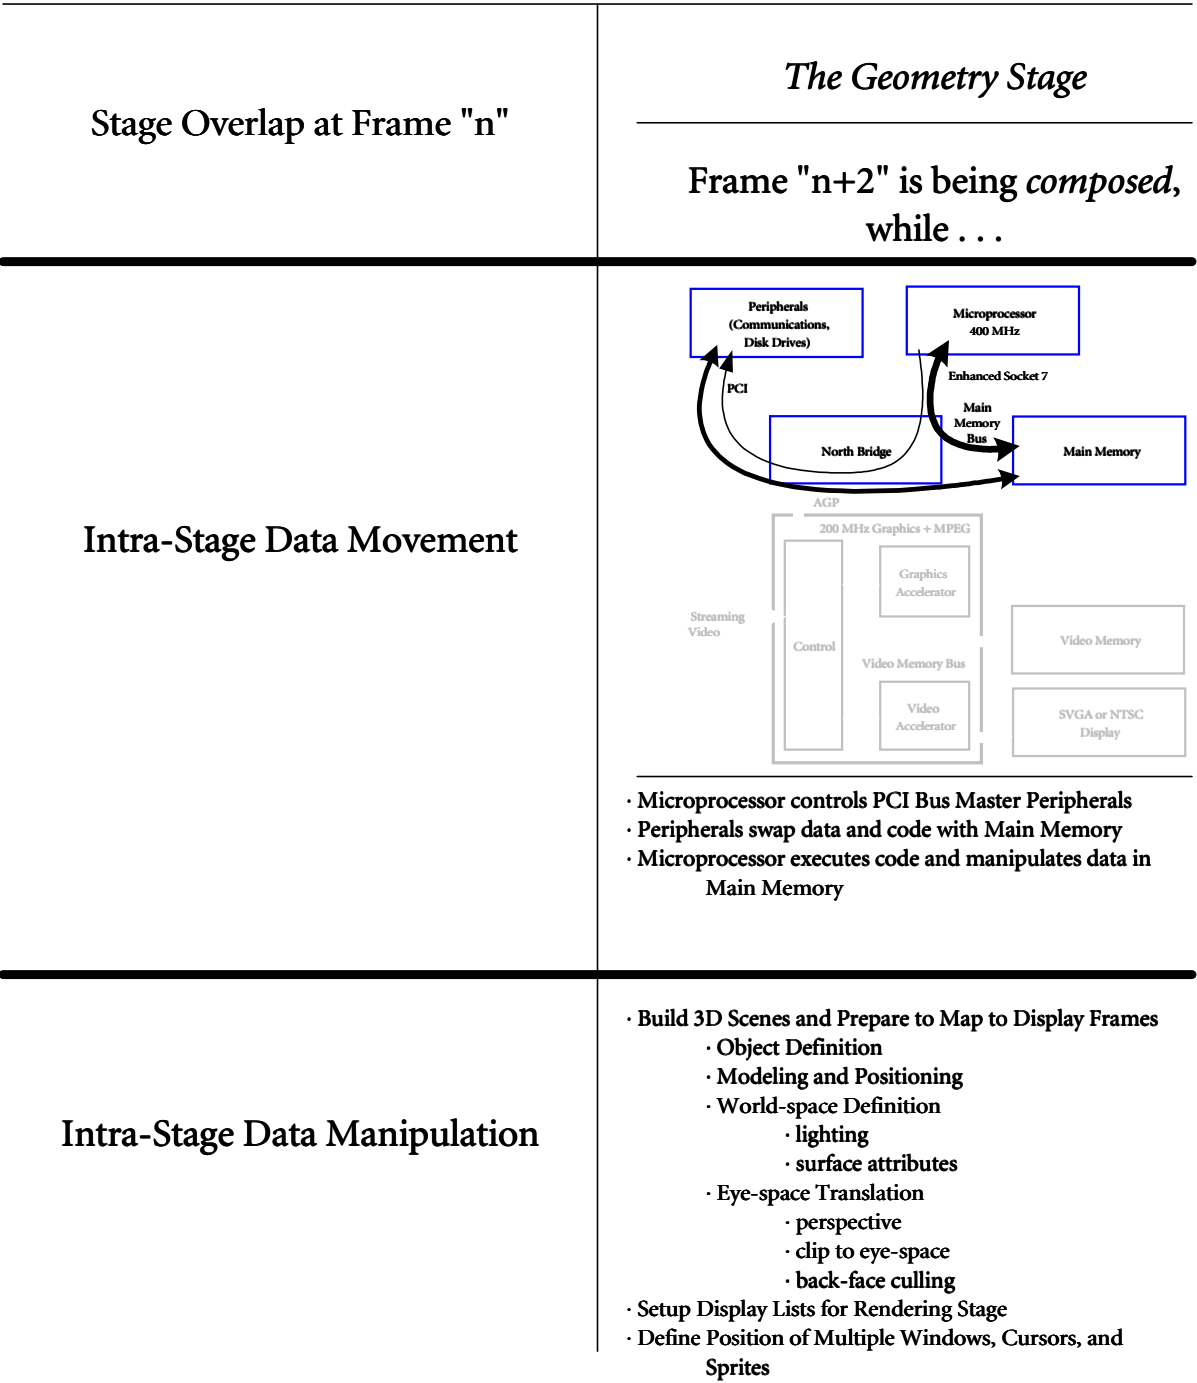 The Geometry Stage
Stage Overlap at Frame "n"
Frame "n+2" is being composed,
while . . .
Peripherals
(Communications,
Disk Drives)
Microprocessor
400 MHz
PCI
Enhanced Socket 7
Main
Memory
Bus
North Bridge
Main Memory
AGP
200 MHz Graphics + MPEG
Intra-Stage Data Movement
Graphics
Accelerator
Streaming
Video
Control
Video Memory
Video Memory Bus
Video
Accelerator
SVGA or NTSC
Display
· Microprocessor controls PCI Bus Master Peripherals
· Peripherals swap data and code with Main Memory
· Microprocessor executes code and manipulates data in
Main Memory
Intra-Stage Data Manipulation
· Build 3D Scenes and Prepare to Map to Display Frames
· Object Definition
· Modeling and Positioning
· World-space Definition
· lighting
· surface attributes
· Eye-space Translation
· perspective
· clip to eye-space
· back-face culling
· Setup Display Lists for Rendering Stage
· Define Position of Multiple Windows, Cursors, and
Sprites